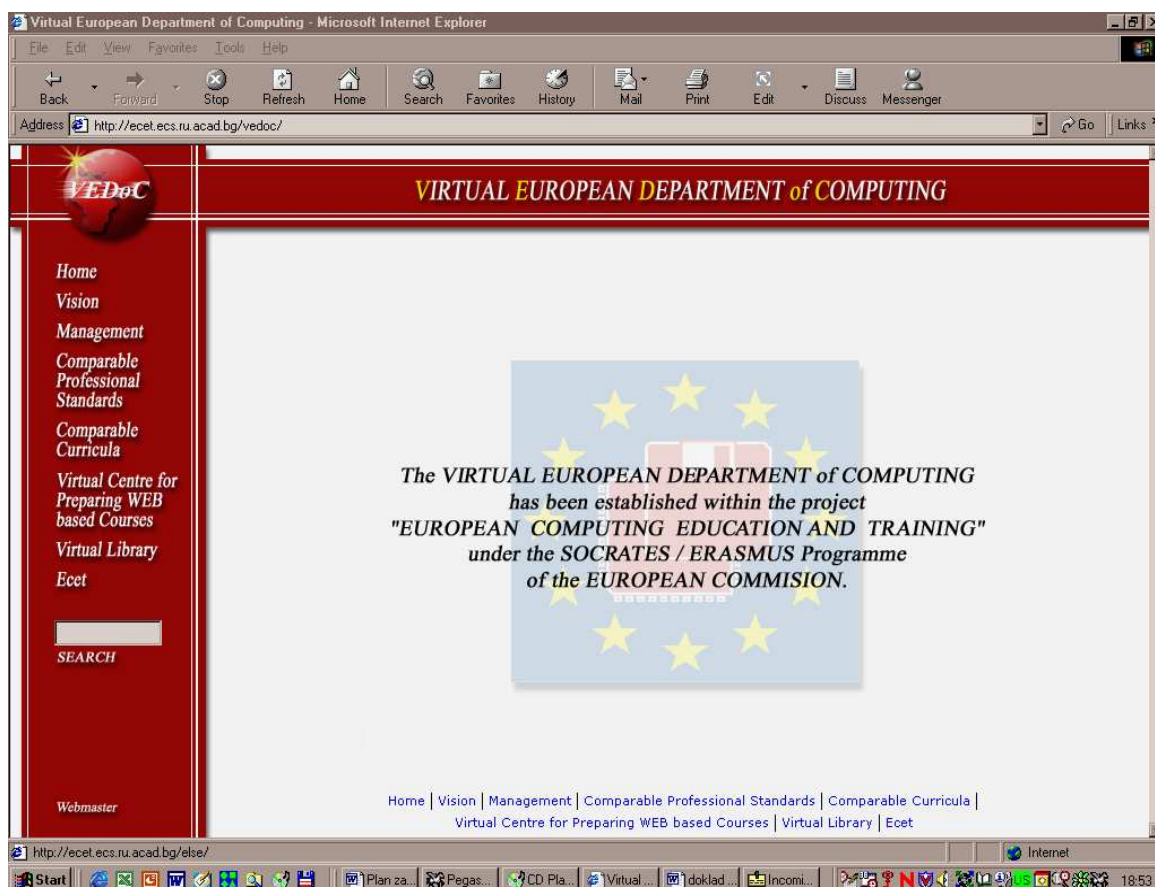 Virtual European Department of Computing - Microsoft Internet Explorer
File Edit View Favorites Tools Help
Back Forward Stop Refresh Home Search Favorites History Mail Print Edit Discuss Messenger
Address http://ecet.ecs.ru.acad.bg/vedoc/ Go Links
VEDoC
VIRTUAL EUROPEAN DEPARTMENT of COMPUTING
Home
Vision
Management
Comparable
Professional
Standards
Comparable
Curricula
Virtual Centre for
Preparing WEB
based Courses
Virtual Library
Ecet
SEARCH
Webmaster
The VIRTUAL EUROPEAN DEPARTMENT of COMPUTING
has been established within the project
"EUROPEAN COMPUTING EDUCATION AND TRAINING"
under the SOCRATES / ERASMUS Programme
of the EUROPEAN COMMISION.
Home | Vision | Management | Comparable Professional Standards | Comparable Curricula |
Virtual Centre for Preparing WEB based Courses | Virtual Library | Ecet
http://ecet.ecs.ru.acad.bg/else/ Internet
Start Plan za... Pegas... CD Pla... Virtual ... doklad ... Incomi... US 18:53